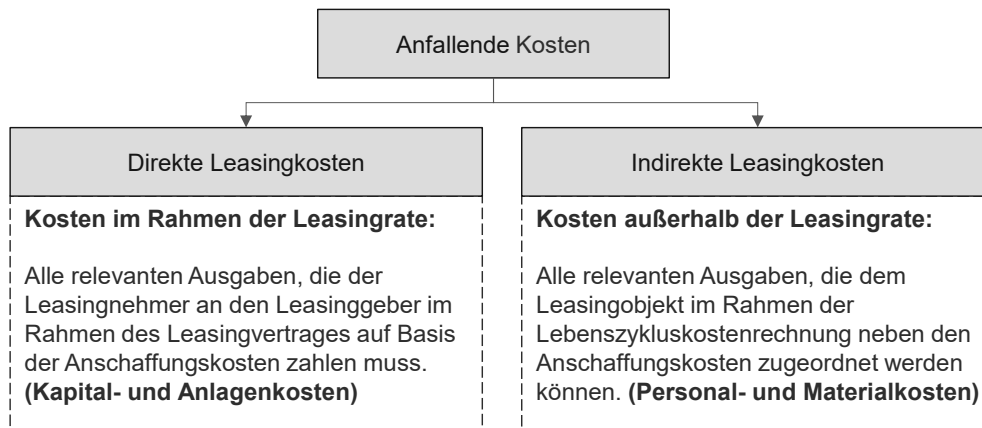 Anfallende Kosten
Direkte Leasingkosten
Kosten im Rahmen der Leasingrate:
Alle relevanten Ausgaben, die der
Leasingnehmer an den Leasinggeber im
Rahmen des Leasingvertrages auf Basis
der Anschaffungskosten zahlen muss.
(Kapital- und Anlagenkosten)
Indirekte Leasingkosten
Kosten außerhalb der Leasingrate:
Alle relevanten Ausgaben, die dem
Leasingobjekt im Rahmen der
Lebenszykluskostenrechnung neben den
Anschaffungskosten zugeordnet werden
können. (Personal- und Materialkosten)